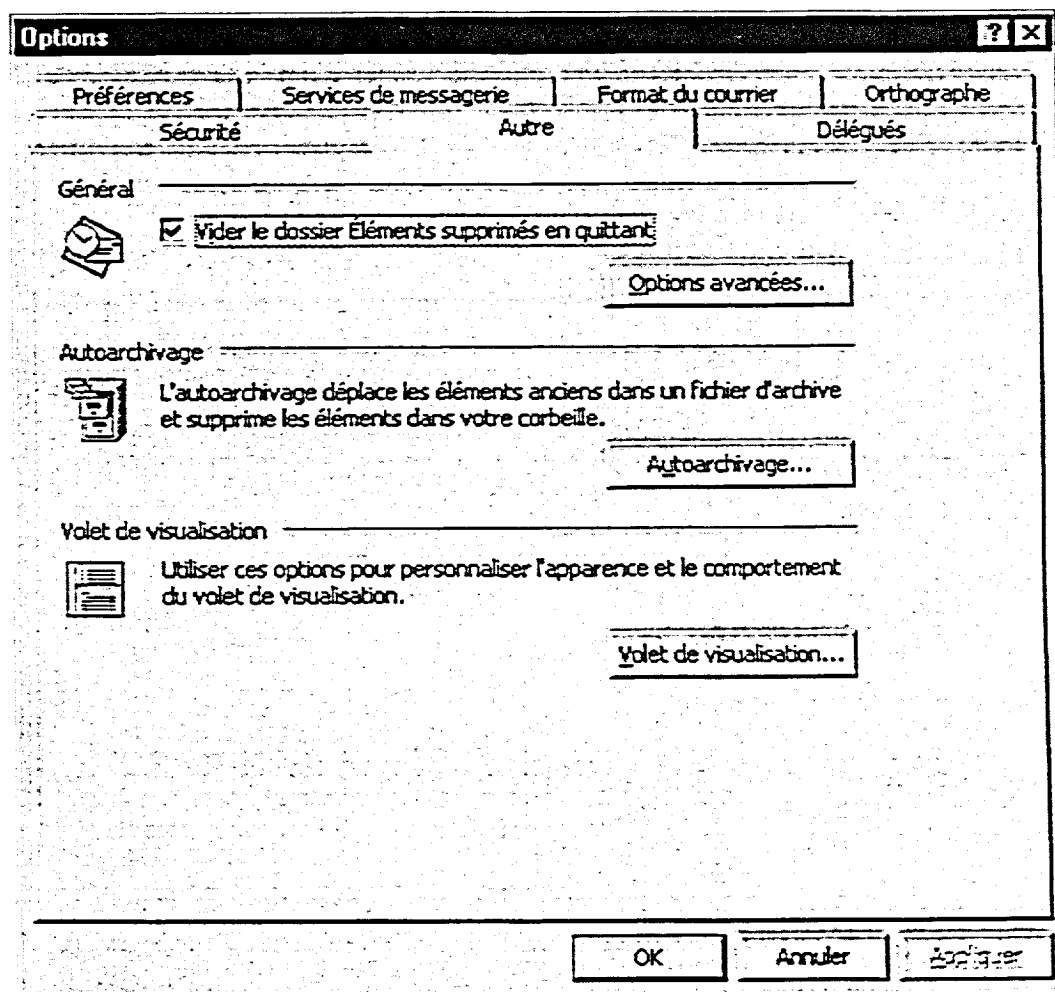 Options
Préférences Services de messagerie Format du courrier Orthographe
Sécurité Autre Délégués
Général
Vider le dossier Éléments supprimés en quittant
Options avancées...
Autoarchivage
L'autoarchivage déplace les éléments anciens dans un fichier d'archive
et supprime les éléments dans votre corbeille.
Autoarchivage...
Volet de visualisation
Utiliser ces options pour personnaliser l'apparence et le comportement
du volet de visualisation.
Volet de visualisation...
OK Annuler Appliquer